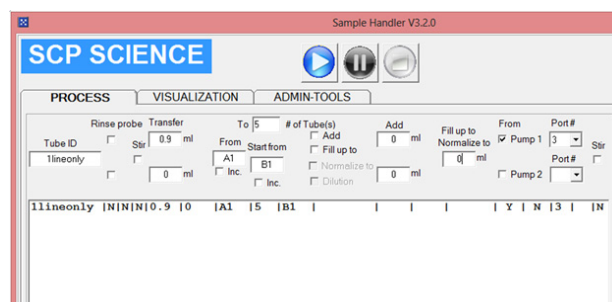 Sample Handler V3.2.0
SCP SCIENCE
PROCESS VISUALIZATION ADMIN-TOOLS
Rinse probe Transfer To 5 # of Tube(s) Add Fill up to From Port#
Tube ID Stir 0.9 ml From Start from Add 0 ml Normalize to Pump 1 3 Stir
1lineonly A1 B1 Fill up 0 ml Port#
0 ml Inc. Inc. Normalize to 0 ml Pump 2
Dilution
1lineonly |N|N|N|0.9 |0 |A1 |5 |B1 | | | | | Y | N |3 | |N